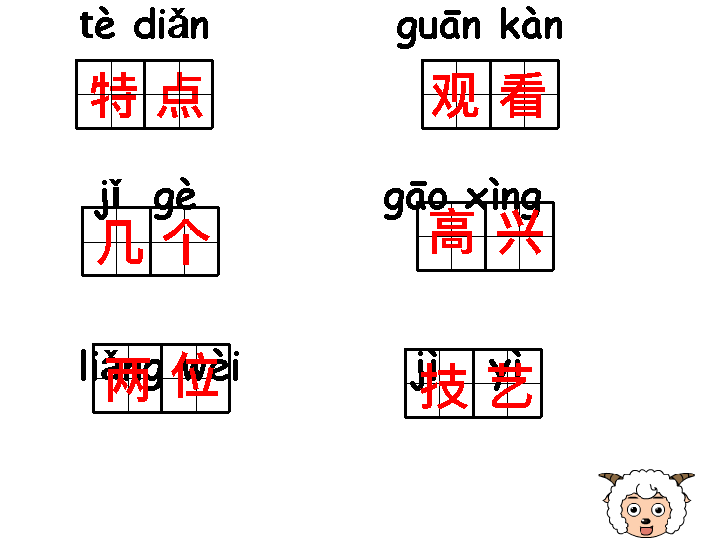 tè diǎn guān kàn
特点 观看
jǐ gè gāo xìng
几个 高兴
liǎng wèi jì yì
两位 技艺